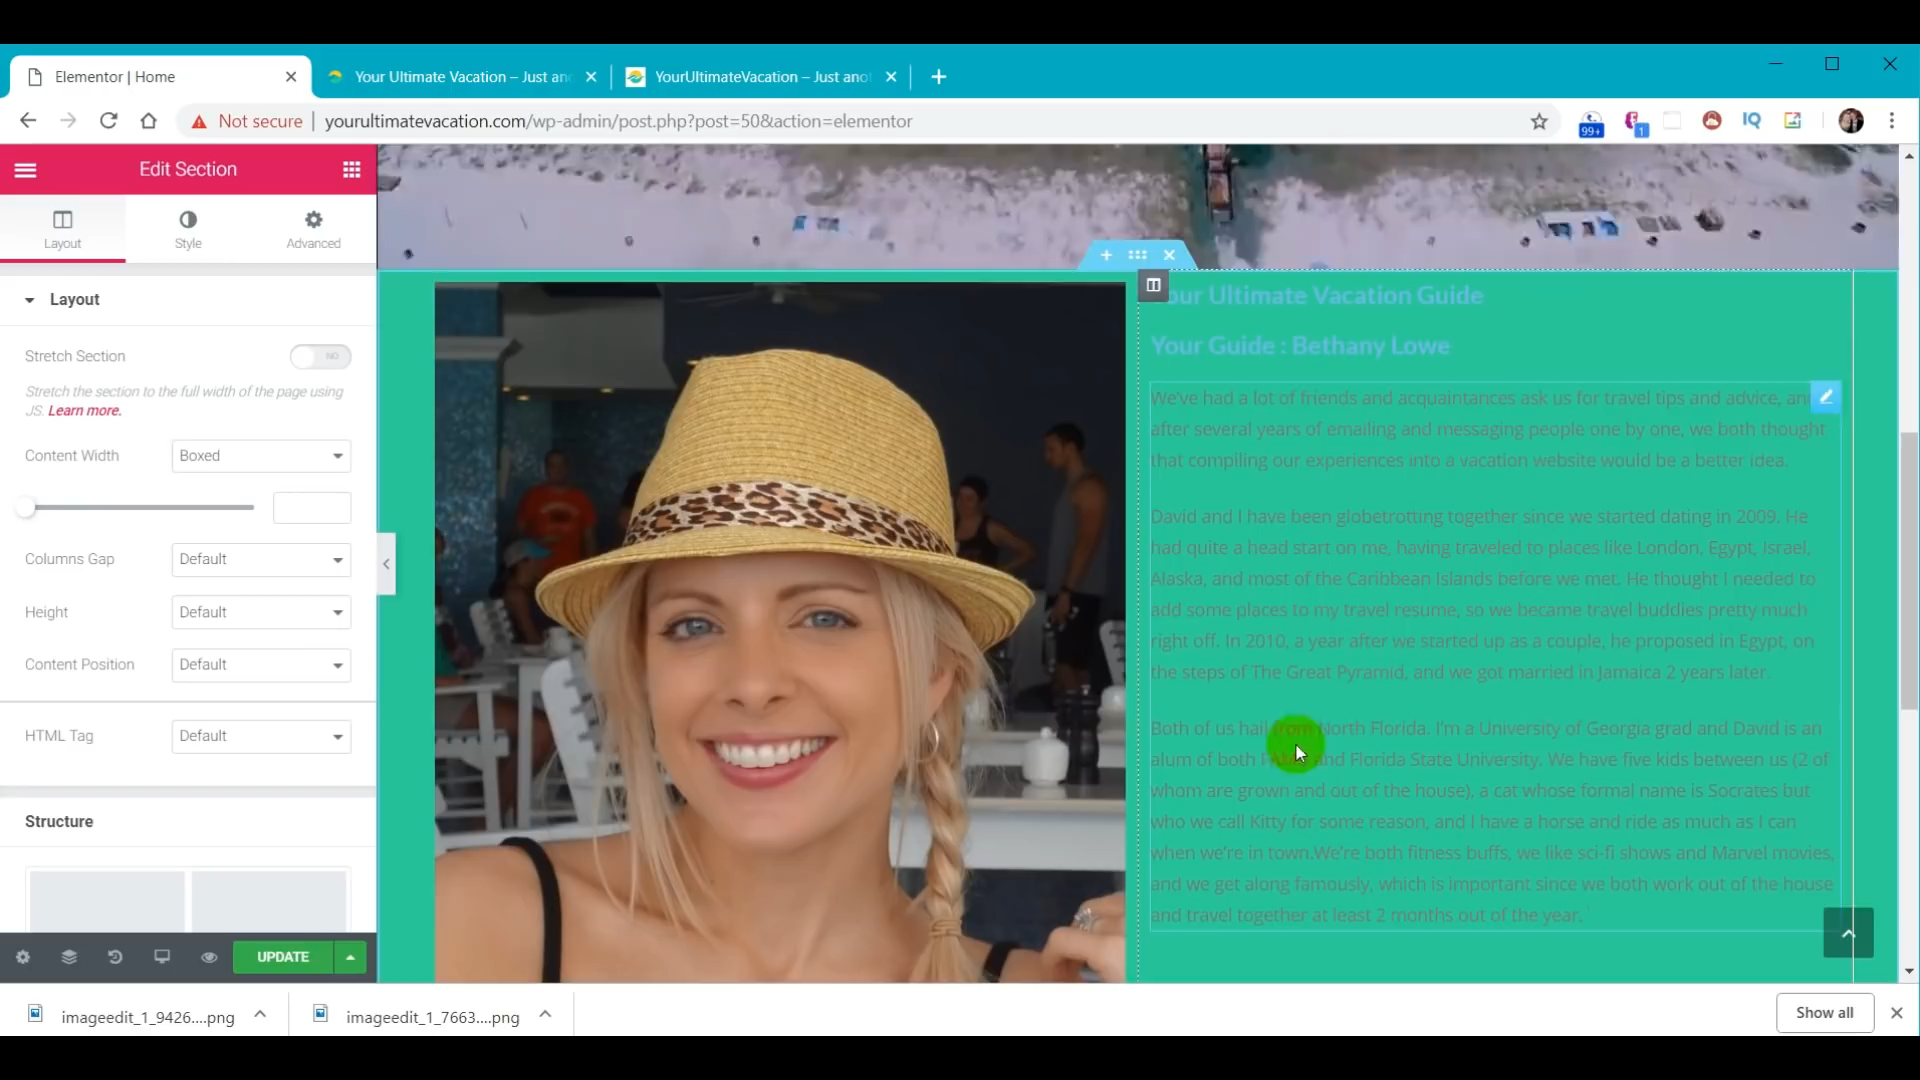 Elementor | Home
Your Ultimate Vacation – Just an
YourUltimateVacation – Just anot
Not secure
yourultimatevacation.com/wp-admin/post.php?post=50&action=elementor
99+
1
IQ
Edit Section
Layout
Style
Advanced
Layout
Stretch Section
NO
Stretch the section to the full width of the page using
JS. Learn more.
Content Width
Boxed
Columns Gap
Default
Height
Default
Content Position
Default
HTML Tag
Default
Structure
UPDATE
our Ultimate Vacation Guide
Your Guide : Bethany Lowe
We've had a lot of friends and acquaintances ask us for travel tips and advice, an
after several years of emailing and messaging people one by one, we both thought
that compiling our experiences into a vacation website would be a better idea.
David and I have been globetrotting together since we started dating in 2009. He
had quite a head start on me, having traveled to places like London, Egypt, Israel,
Alaska, and most of the Caribbean Islands before we met. He thought I needed to
add some places to my travel resume, so we became travel buddies pretty much
right off. In 2010, a year after we started up as a couple, he proposed in Egypt, on
the steps of The Great Pyramid, and we got married in Jamaica 2 years later.
Both of us hail from North Florida. I'm a University of Georgia grad and David is an
alum of both and Florida State University. We have five kids between us (2 of
whom are grown and out of the house), a cat whose formal name is Socrates but
who we call Kitty for some reason, and I have a horse and ride as much as I can
when we're in town.We're both fitness buffs, we like sci-fi shows and Marvel movies,
and we get along famously, which is important since we both work out of the house
and travel together at least 2 months out of the year.
imageedit_1_9426....png
imageedit_1_7663....png
Show all